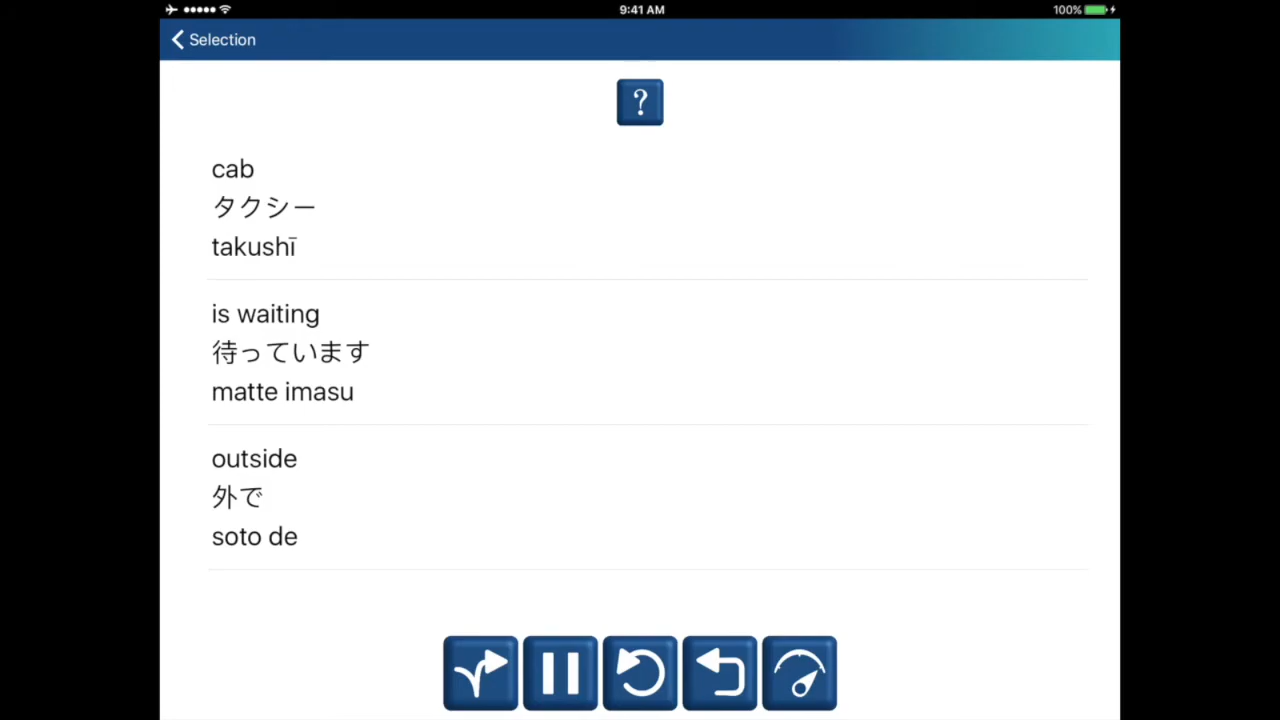 9:41 AM
100%
Selection
?
cab
タクシー
takushī
is waiting
待っています
matte imasu
outside
外で
soto de